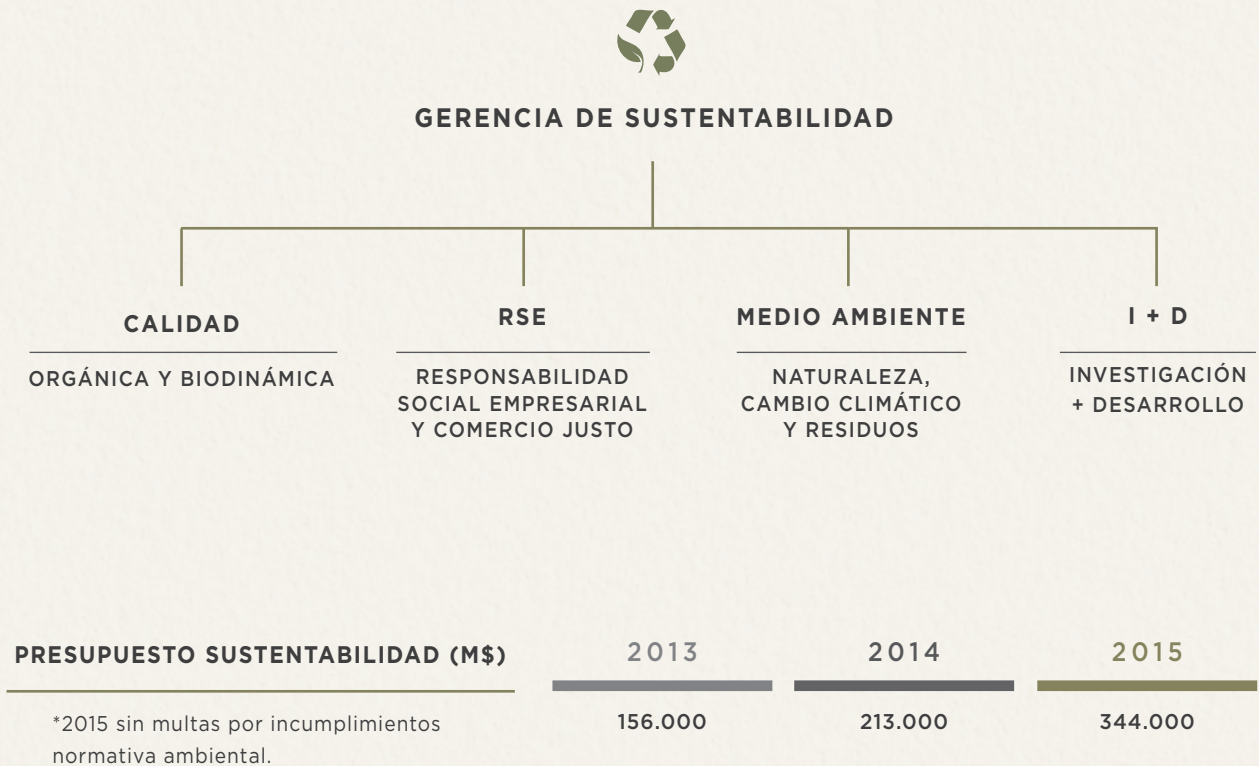 GERENCIA DE SUSTENTABILIDAD
CALIDAD
ORGÁNICA Y BIODINÁMICA
RSE
RESPONSABILIDAD
SOCIAL EMPRESARIAL
Y COMERCIO JUSTO
MEDIO AMBIENTE
NATURALEZA,
CAMBIO CLIMÁTICO
Y RESIDUOS
I + D
INVESTIGACIÓN
+ DESARROLLO
PRESUPUESTO SUSTENTABILIDAD (M$) 2013 2014 2015
*2015 sin multas por incumplimientos 156.000 213.000 344.000
normativa ambiental.